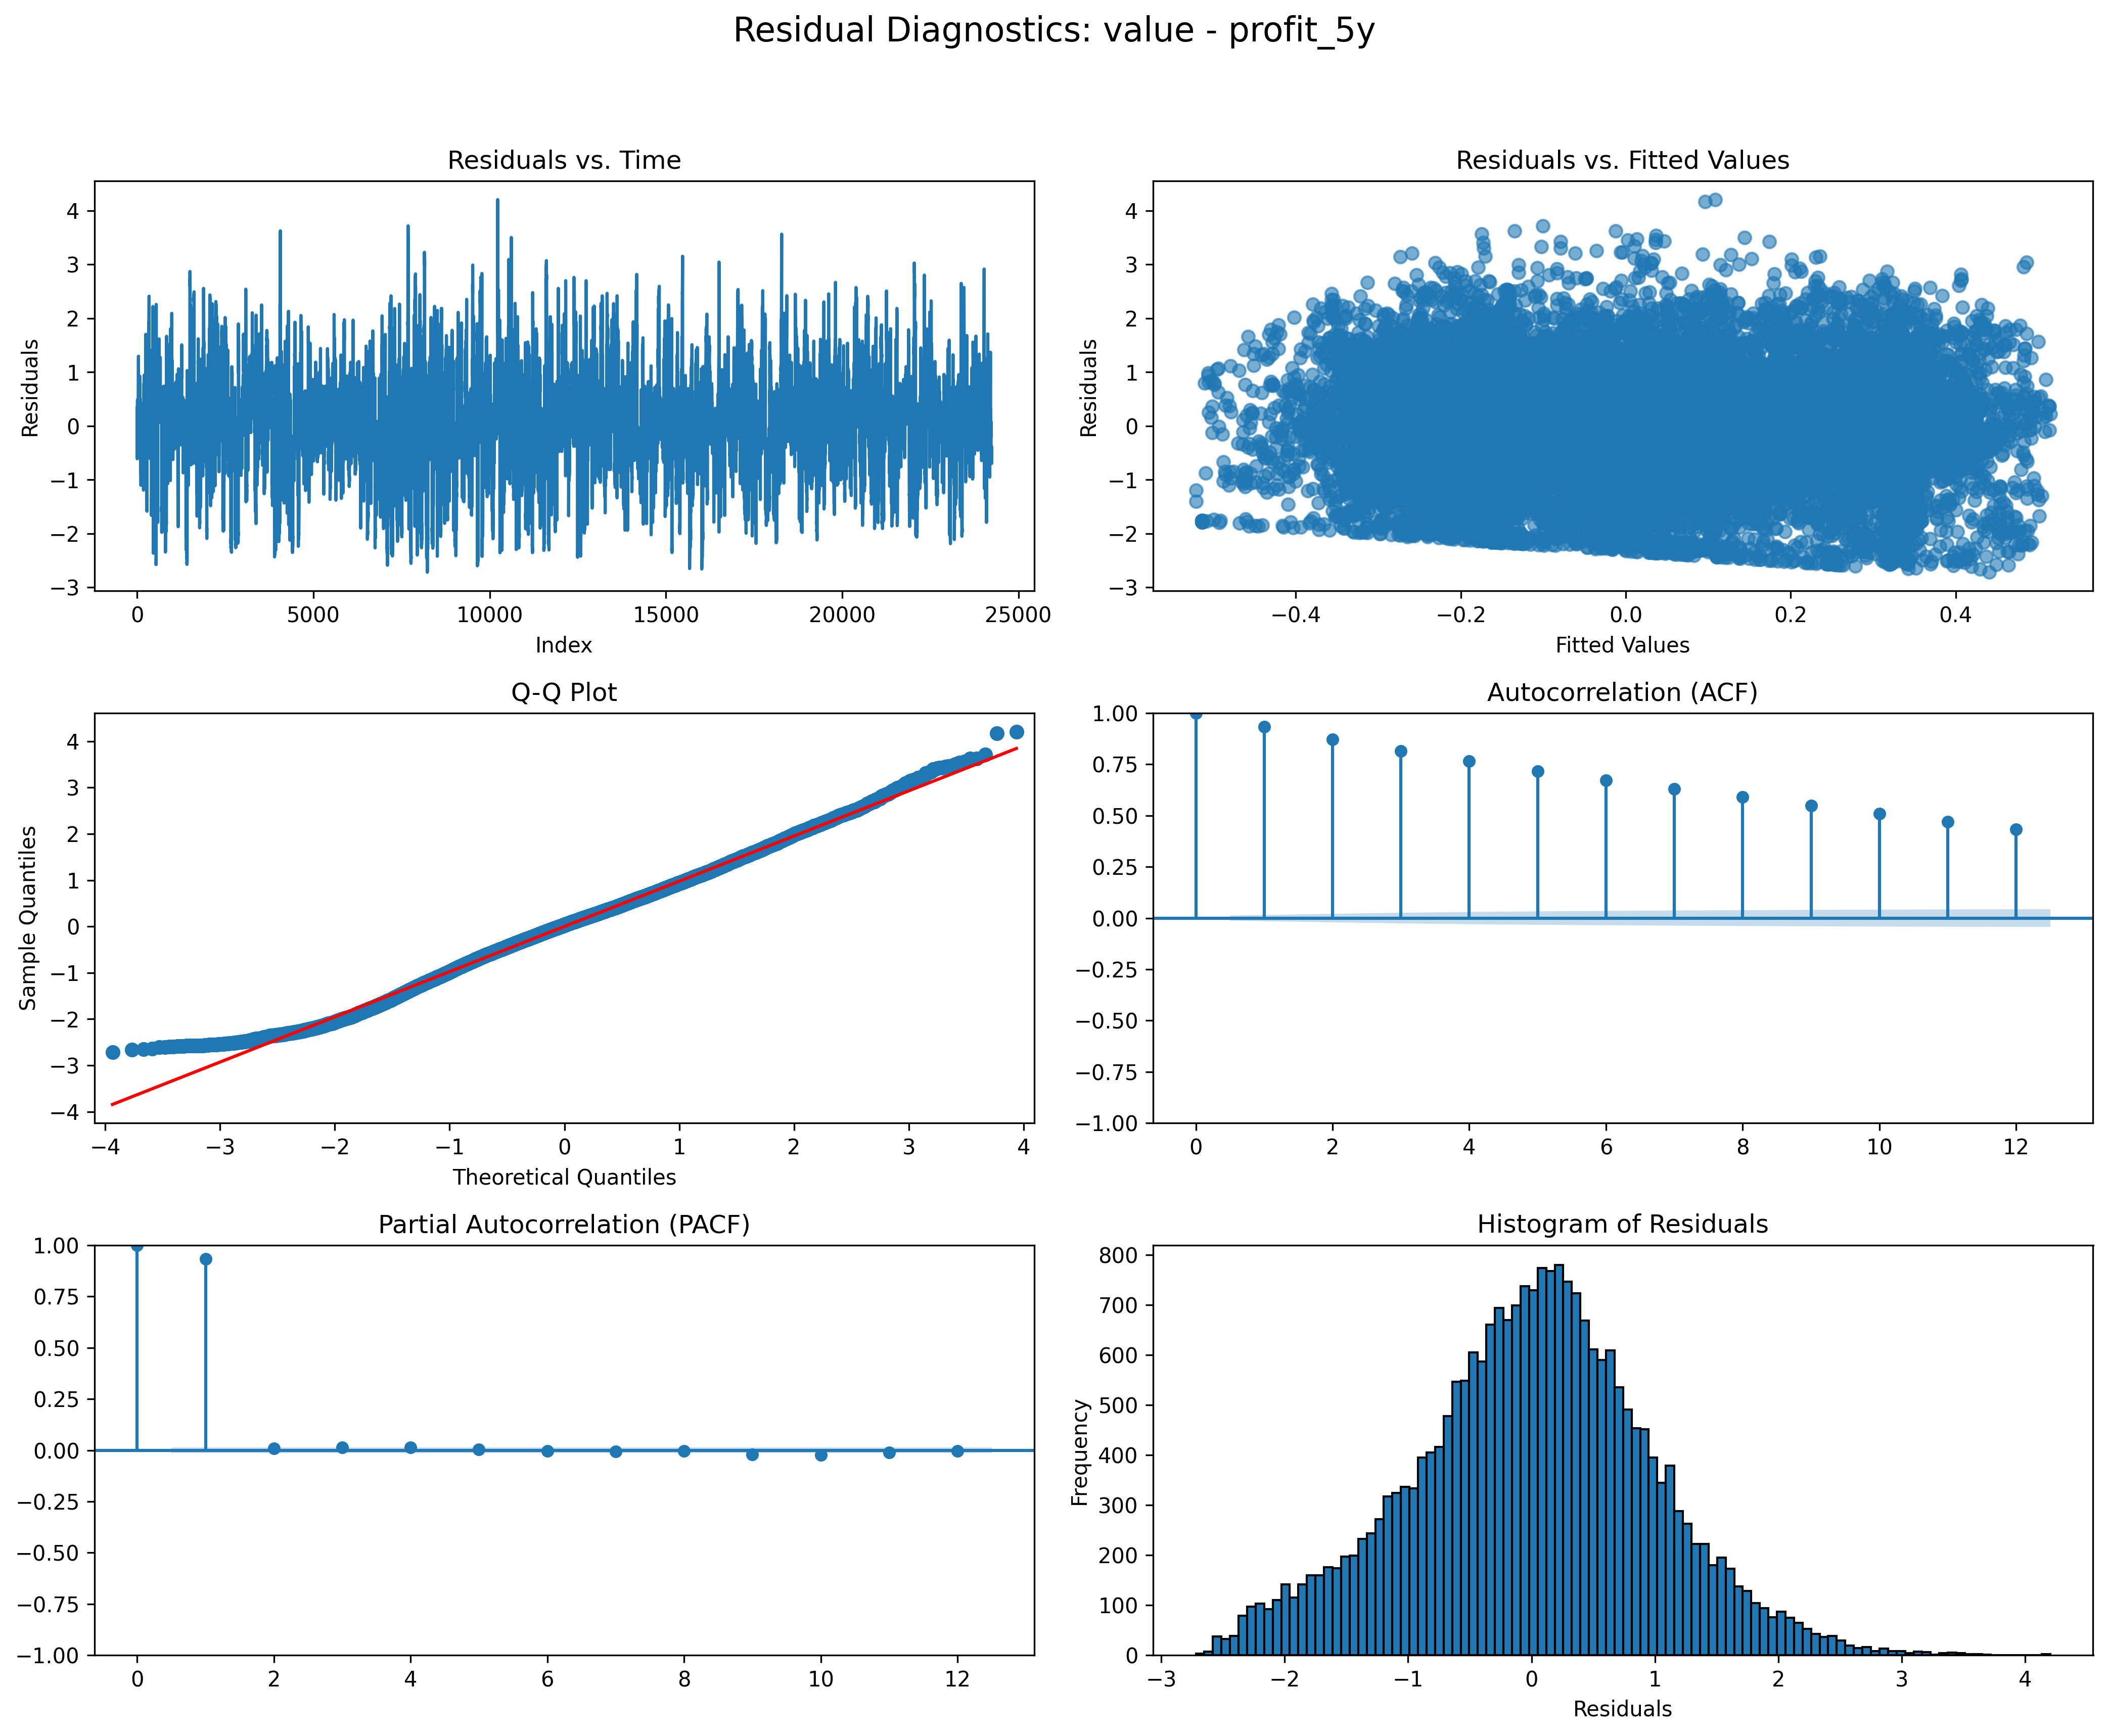 Residual Diagnostics: value - profit_5y
Residuals vs. Time
Residuals
4
3
2
1
0
−1
−2
−3
0 5000 10000 15000 20000 25000
Index
Residuals vs. Fitted Values
Residuals
4
3
2
1
0
−1
−2
−3
−0.4 −0.2 0.0 0.2 0.4
Fitted Values
Q-Q Plot
Sample Quantiles
4
3
2
1
0
−1
−2
−3
−4
−4 −3 −2 −1 0 1 2 3 4
Theoretical Quantiles
Autocorrelation (ACF)
1.00
0.75
0.50
0.25
0.00
−0.25
−0.50
−0.75
−1.00
0 2 4 6 8 10 12
Partial Autocorrelation (PACF)
1.00
0.75
0.50
0.25
0.00
−0.25
−0.50
−0.75
−1.00
0 2 4 6 8 10 12
Histogram of Residuals
Frequency
800
700
600
500
400
300
200
100
0
−3 −2 −1 0 1 2 3 4
Residuals